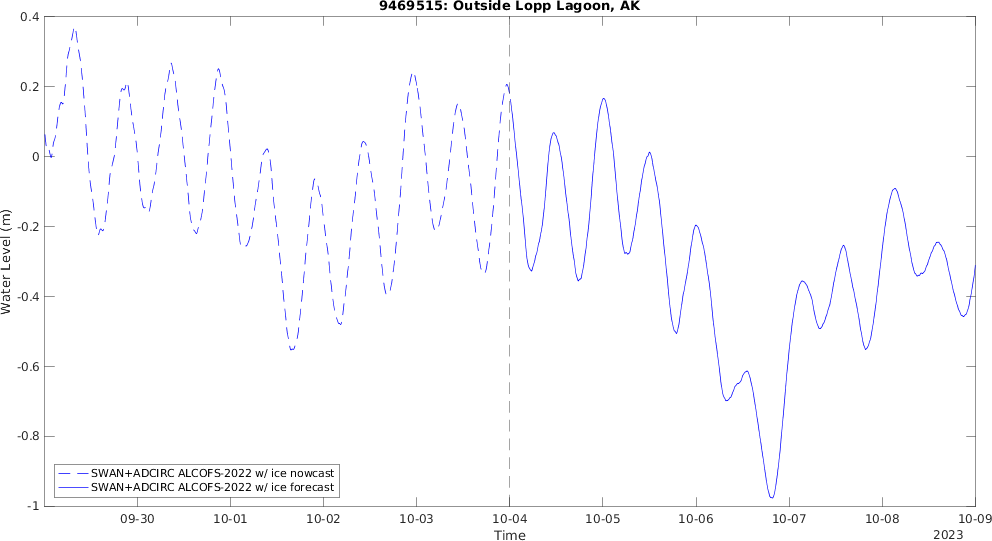 9469515: Outside Lopp Lagoon, AK
0.4
0.2
0
-0.2
-0.4
-0.6
-0.8
-1
Water Level (m)
SWAN+ADCIRC ALCOFS-2022 w/ ice nowcast
SWAN+ADCIRC ALCOFS-2022 w/ ice forecast
09-30 10-01 10-02 10-03 10-04 10-05 10-06 10-07 10-08 10-09
Time
2023